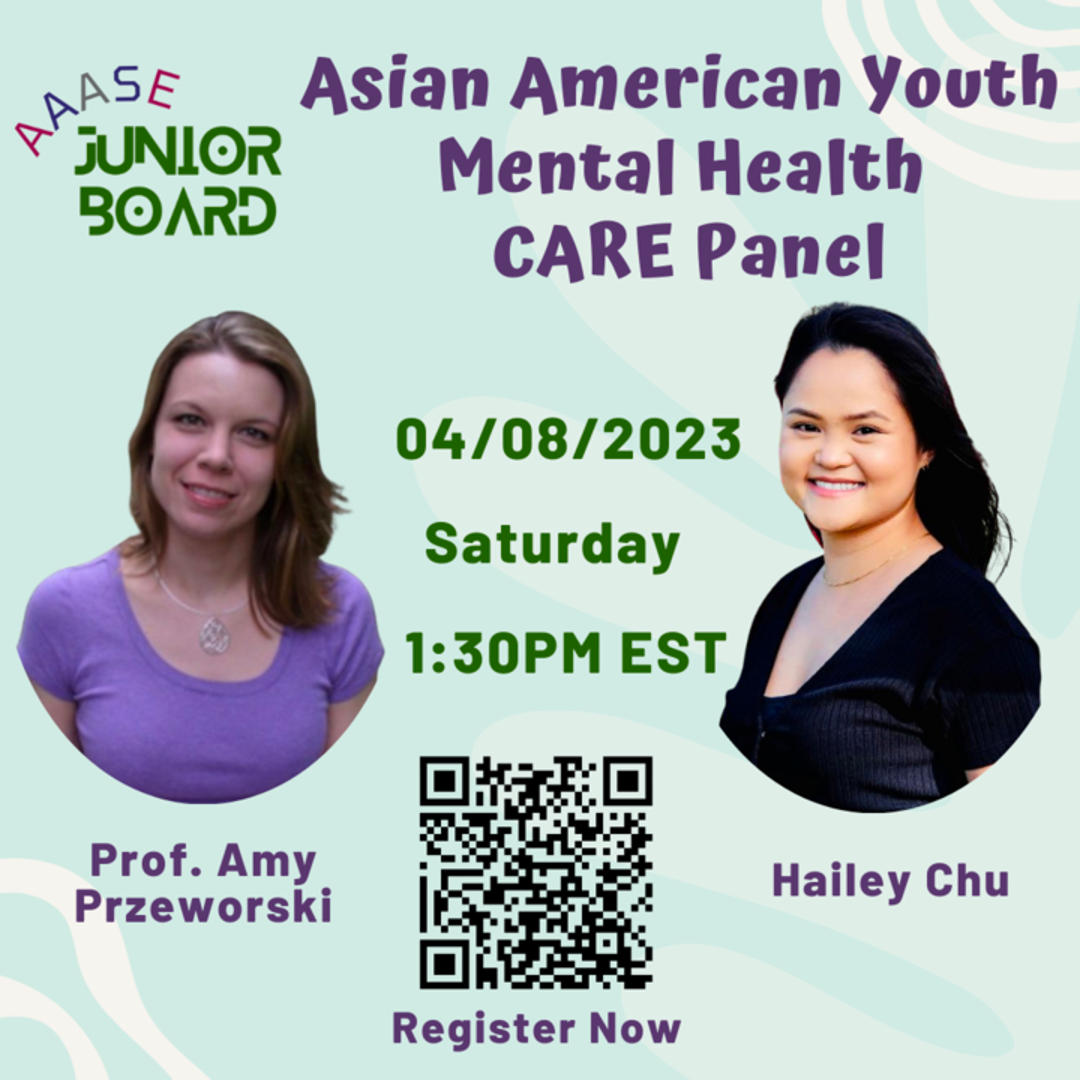 AAASE
JUNIOR
BOARD
Asian American Youth
Mental Health
CARE Panel
04/08/2023
Saturday
1:30PM EST
Prof. Amy
Przeworski
Hailey Chu
Register Now